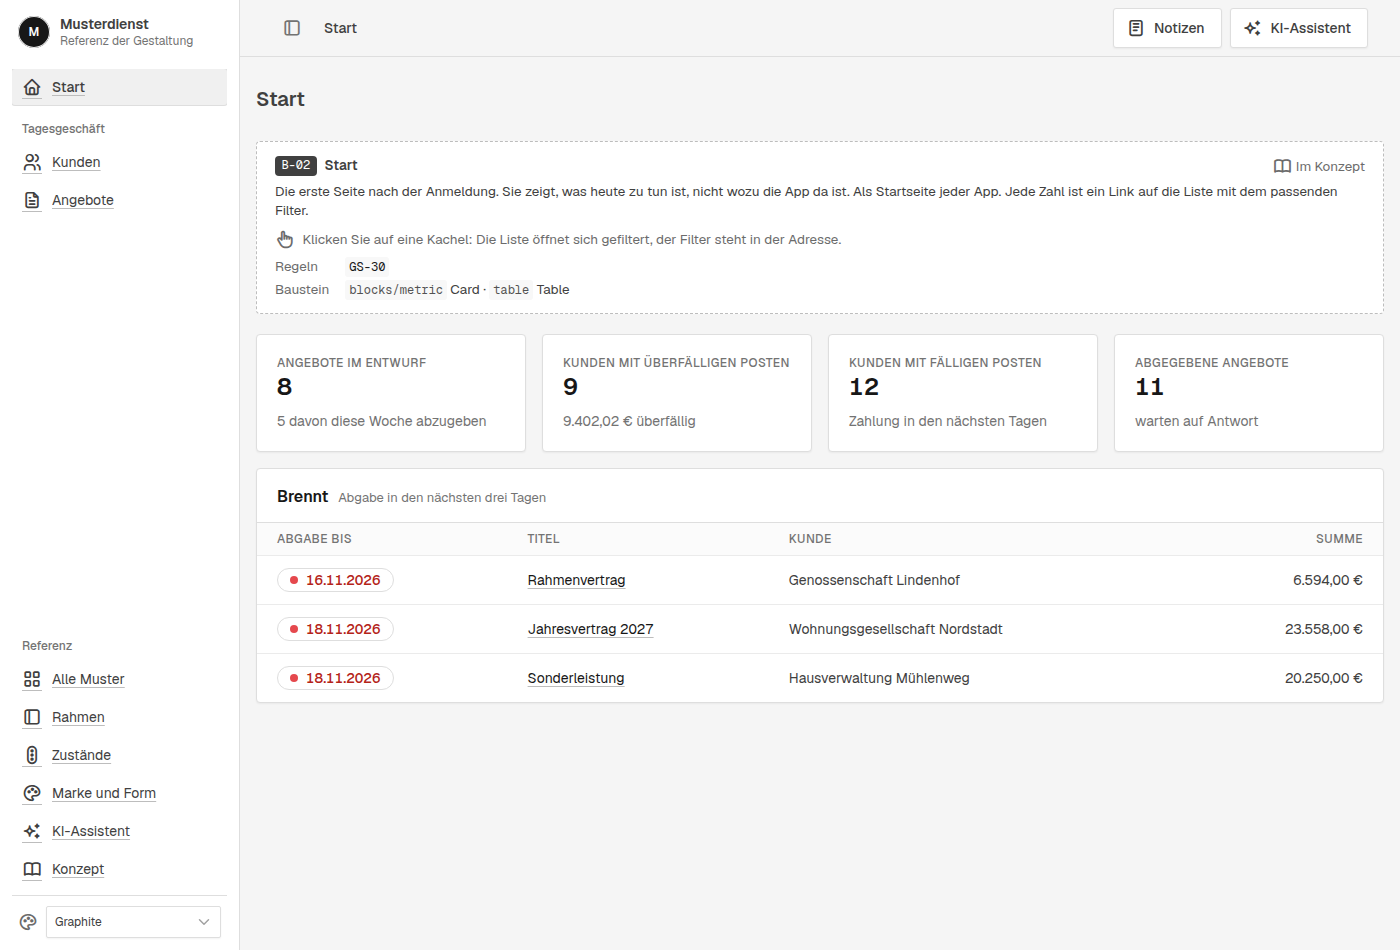 M
Musterdienst
Referenz der Gestaltung
Start
Tagesgeschäft
Kunden
Angebote
Referenz
Alle Muster
Rahmen
Zustände
Marke und Form
KI-Assistent
Konzept
Graphite
Start
Notizen
KI-Assistent
Start
B-02 Start
Im Konzept
Die erste Seite nach der Anmeldung. Sie zeigt, was heute zu tun ist, nicht wozu die App da ist. Als Startseite jeder App. Jede Zahl ist ein Link auf die Liste mit dem passenden
Filter.
Klicken Sie auf eine Kachel: Die Liste öffnet sich gefiltert, der Filter steht in der Adresse.
Regeln GS-30
Baustein blocks/metric Card · table Table
ANGEBOTE IM ENTWURF
8
5 davon diese Woche abzugeben
KUNDEN MIT ÜBERFÄLLIGEN POSTEN
9
9.402,02 € überfällig
KUNDEN MIT FÄLLIGEN POSTEN
12
Zahlung in den nächsten Tagen
ABGEGEBENE ANGEBOTE
11
warten auf Antwort
Brennt Abgabe in den nächsten drei Tagen
ABGABE BIS TITEL KUNDE SUMME
16.11.2026 Rahmenvertrag Genossenschaft Lindenhof 6.594,00 €
18.11.2026 Jahresvertrag 2027 Wohnungsgesellschaft Nordstadt 23.558,00 €
18.11.2026 Sonderleistung Hausverwaltung Mühlenweg 20.250,00 €